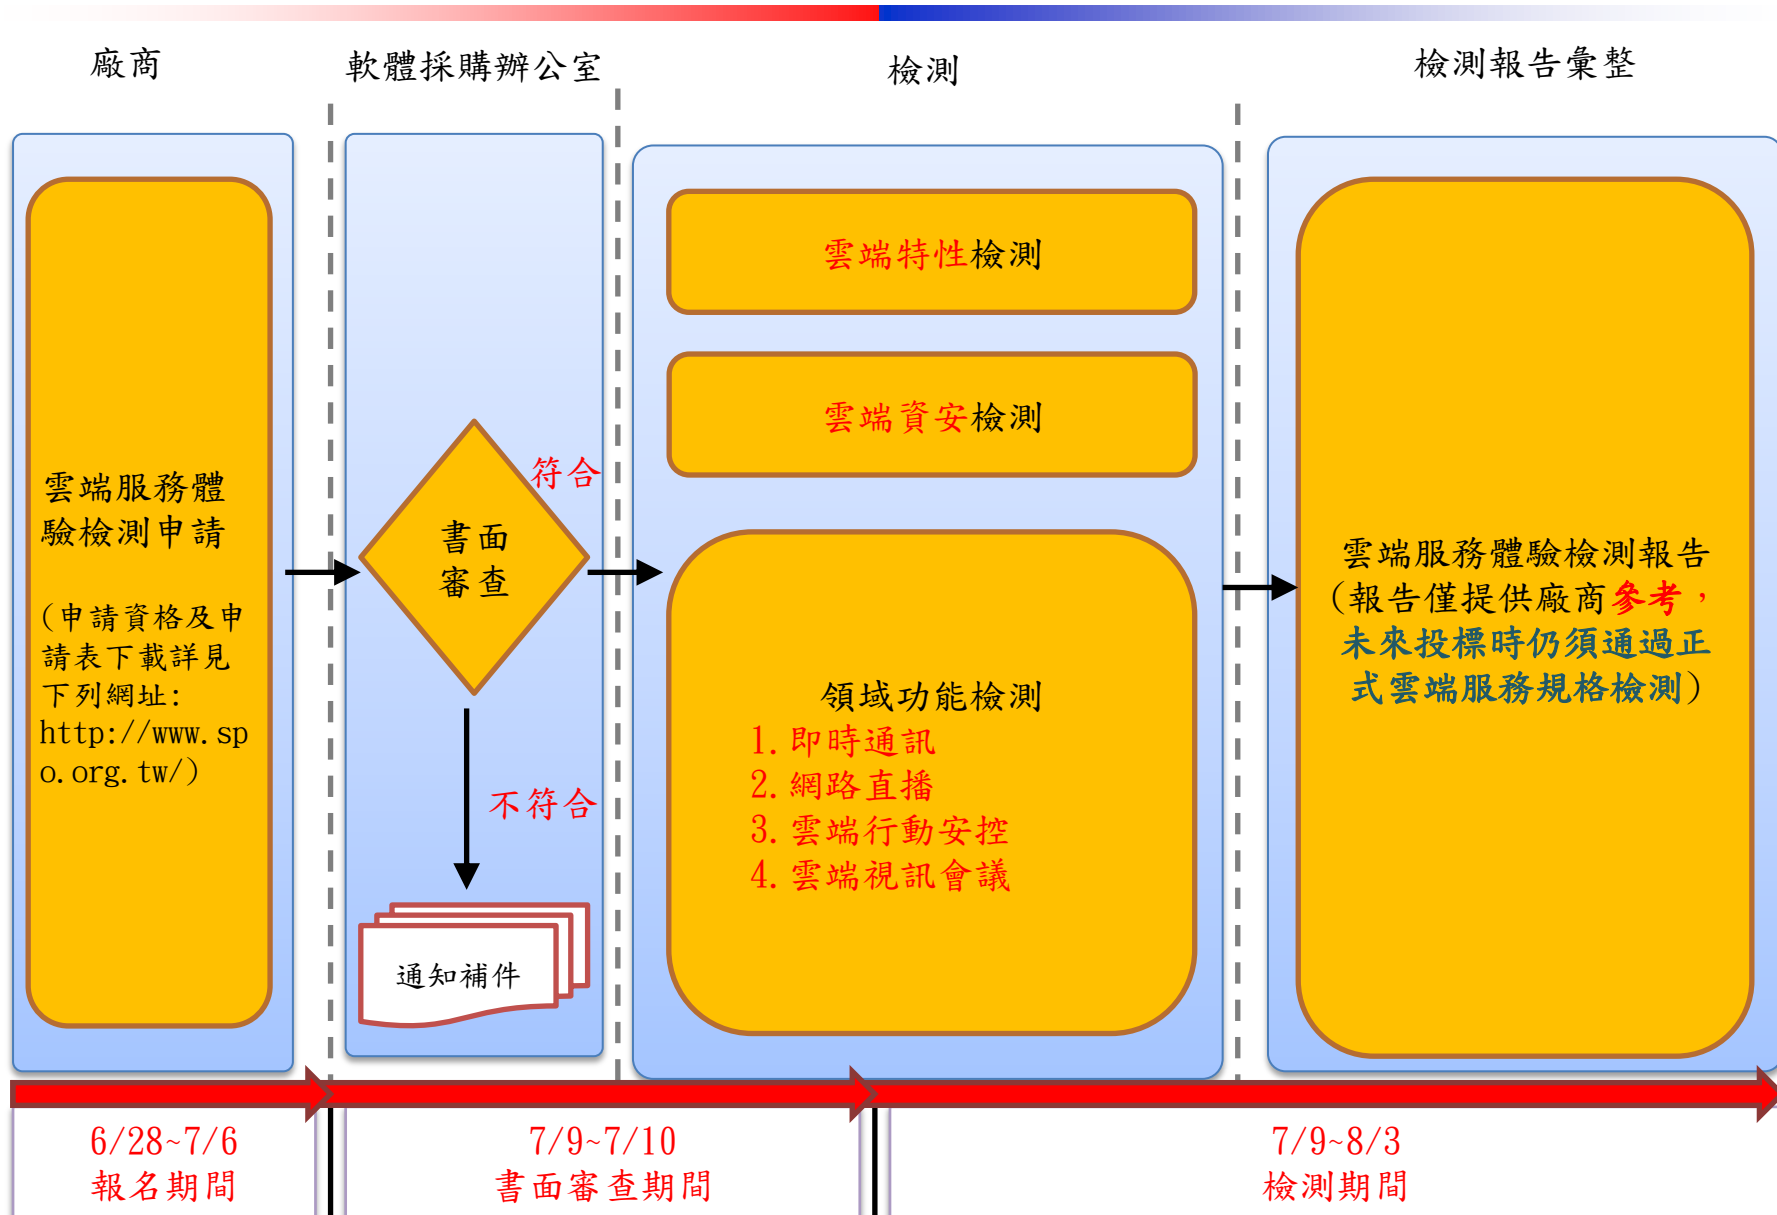 廠商
軟體採購辦公室
檢測
檢測報告彙整
雲端服務體
驗檢測申請
(申請資格及申
請表下載詳見
下列網址:
http://www.sp
o.org.tw/)
符合
書面
審查
不符合
通知補件
雲端特性檢測
雲端資安檢測
領域功能檢測
1.即時通訊
2.網路直播
3.雲端行動安控
4.雲端視訊會議
雲端服務體驗檢測報告
(報告僅提供廠商參考，
未來投標時仍須通過正
式雲端服務規格檢測)
6/28~7/6
報名期間
7/9~7/10
書面審查期間
7/9~8/3
檢測期間